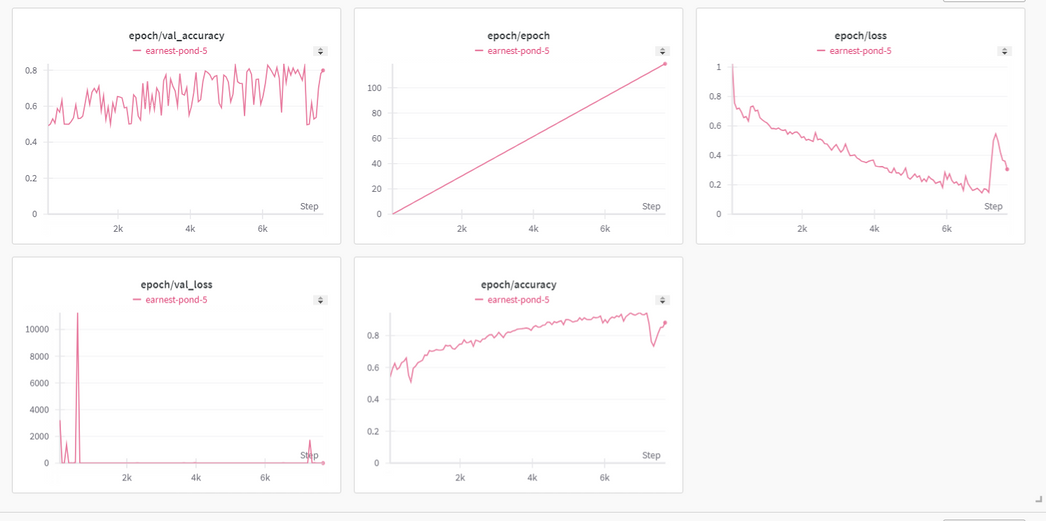 epoch/val_accuracy
earnest-pond-5
0.8
0.6
0.4
0.2
0
Step
2k
4k
6k
epoch/epoch
earnest-pond-5
100
80
60
40
20
0
Step
2k
4k
6k
epoch/loss
earnest-pond-5
1
0.8
0.6
0.4
0.2
0
Step
2k
4k
6k
epoch/val_loss
earnest-pond-5
10000
8000
6000
4000
2000
0
Step
2k
4k
6k
epoch/accuracy
earnest-pond-5
0.8
0.6
0.4
0.2
0
Step
2k
4k
6k